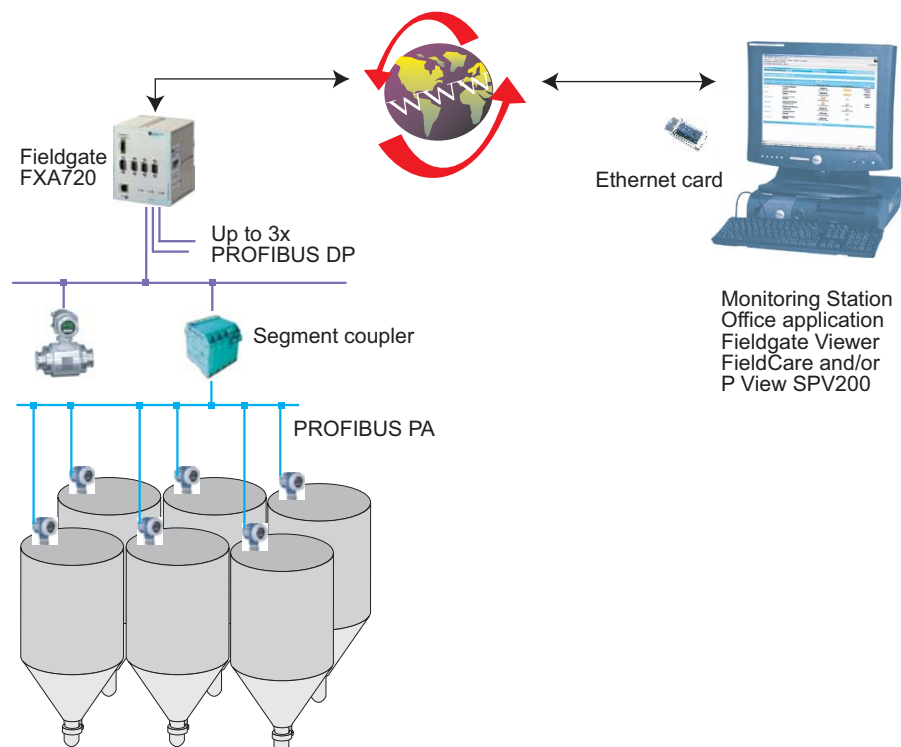 WWW
Fieldgate
FXA720
Ethernet card
Up to 3x
PROFIBUS DP
Segment coupler
Monitoring Station
Office application
Fieldgate Viewer
FieldCare and/or
P View SPV200
PROFIBUS PA